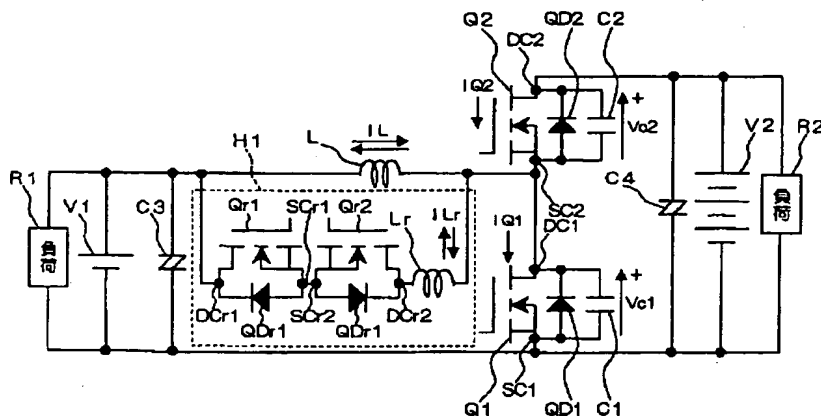 Q2
DC2
QD2
C2
IQ2
+
Vc2
V2
R2
負荷
H1
L
IL
R1
負荷
V1
C3
Qr1
SCr1
Qr2
Lr
ILr
IQ1
SC2
DC1
C4
DCr1
QDr1
SCr2
QDr1
DCr2
+
Vc1
SC1
Q1
QD1
C1